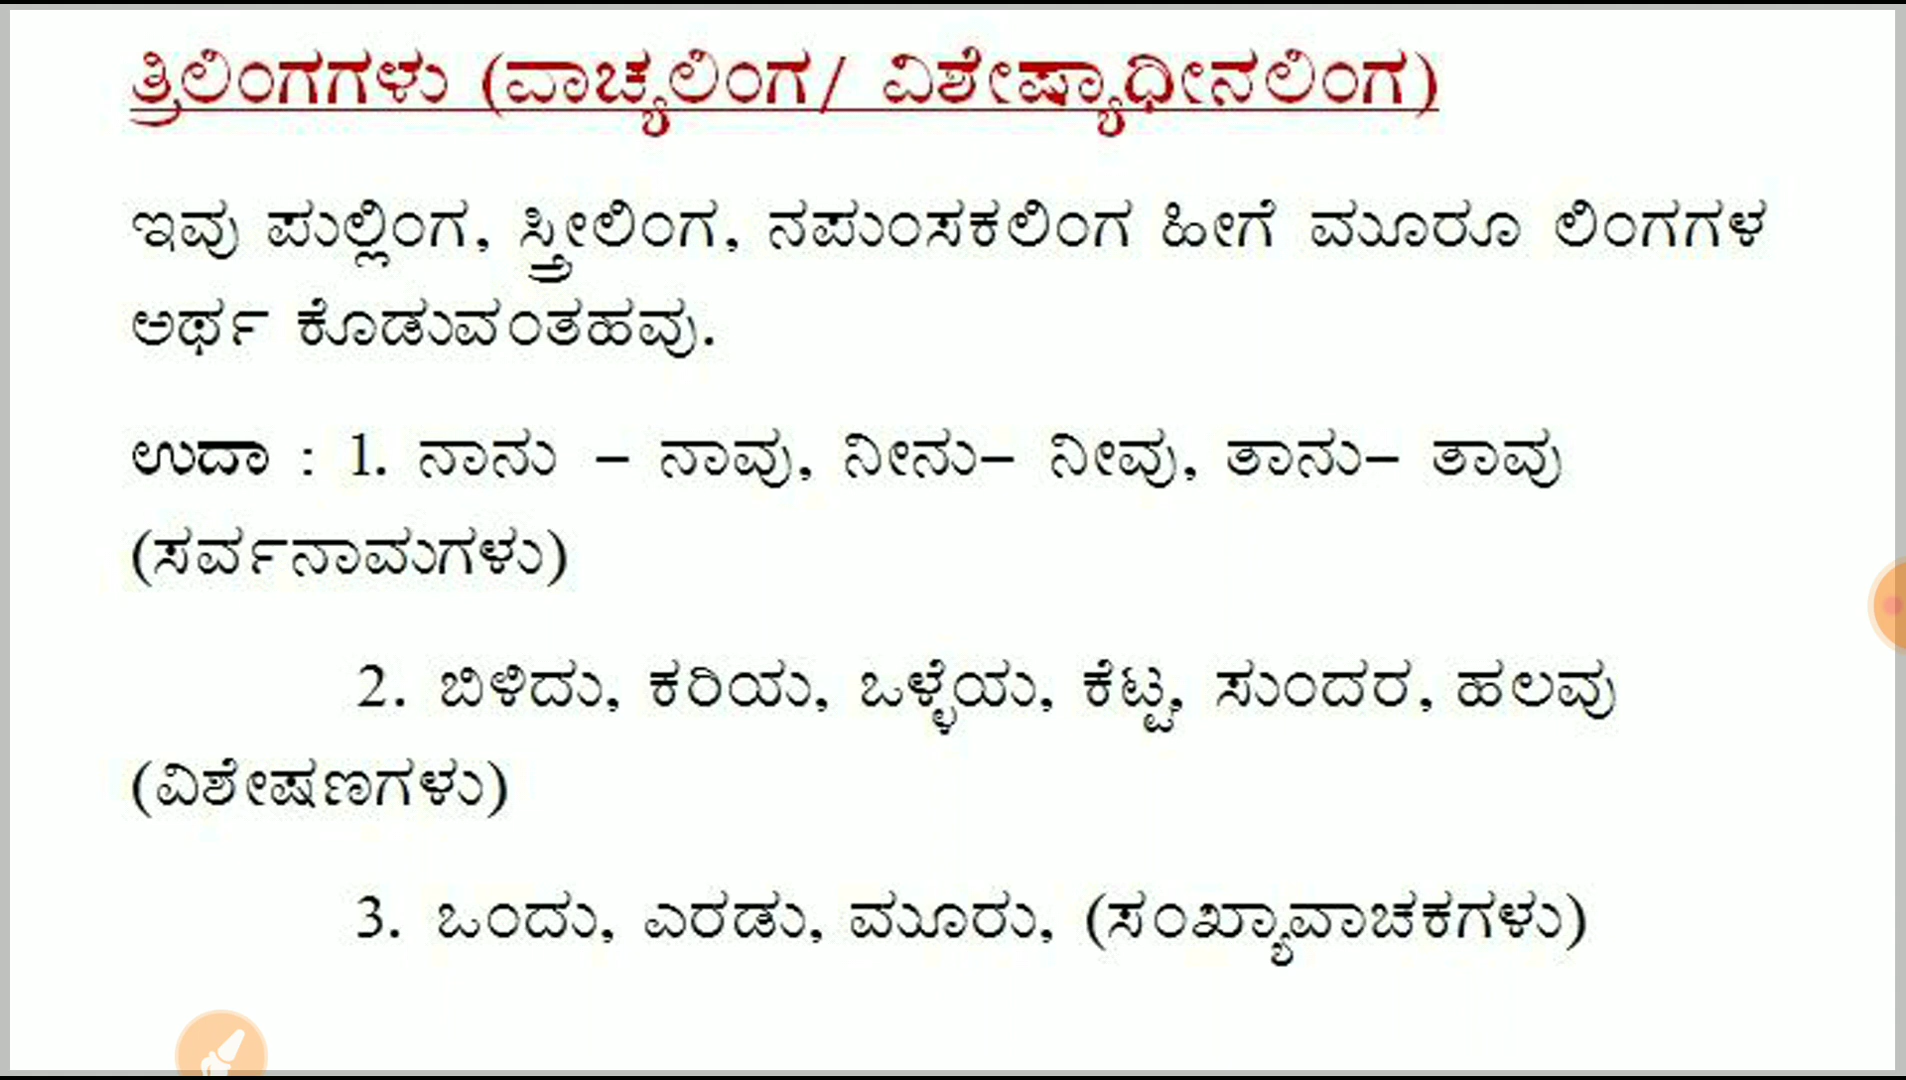 ತ್ರಿಲಿಂಗಗಳು (ವಾಚ್ಯಲಿಂಗ/ ವಿಶೇಷ್ಯಾಧೀನಲಿಂಗ)
ಇವು ಪುಲ್ಲಿಂಗ, ಸ್ತ್ರೀಲಿಂಗ, ನಪುಂಸಕಲಿಂಗ ಹೀಗೆ ಮೂರೂ ಲಿಂಗಗಳ
ಅರ್ಥ ಕೊಡುವಂತಹವು.
ಉದಾ : 1. ನಾನು – ನಾವು, ನೀನು– ನೀವು, ತಾನು– ತಾವು
(ಸರ್ವನಾಮಗಳು)
2. ಬಿಳಿದು, ಕರಿಯ, ಒಳ್ಳೆಯ, ಕೆಟ್ಟ, ಸುಂದರ, ಹಲವು
(ವಿಶೇಷಣಗಳು)
3. ಒಂದು, ಎರಡು, ಮೂರು, (ಸಂಖ್ಯಾವಾಚಕಗಳು)